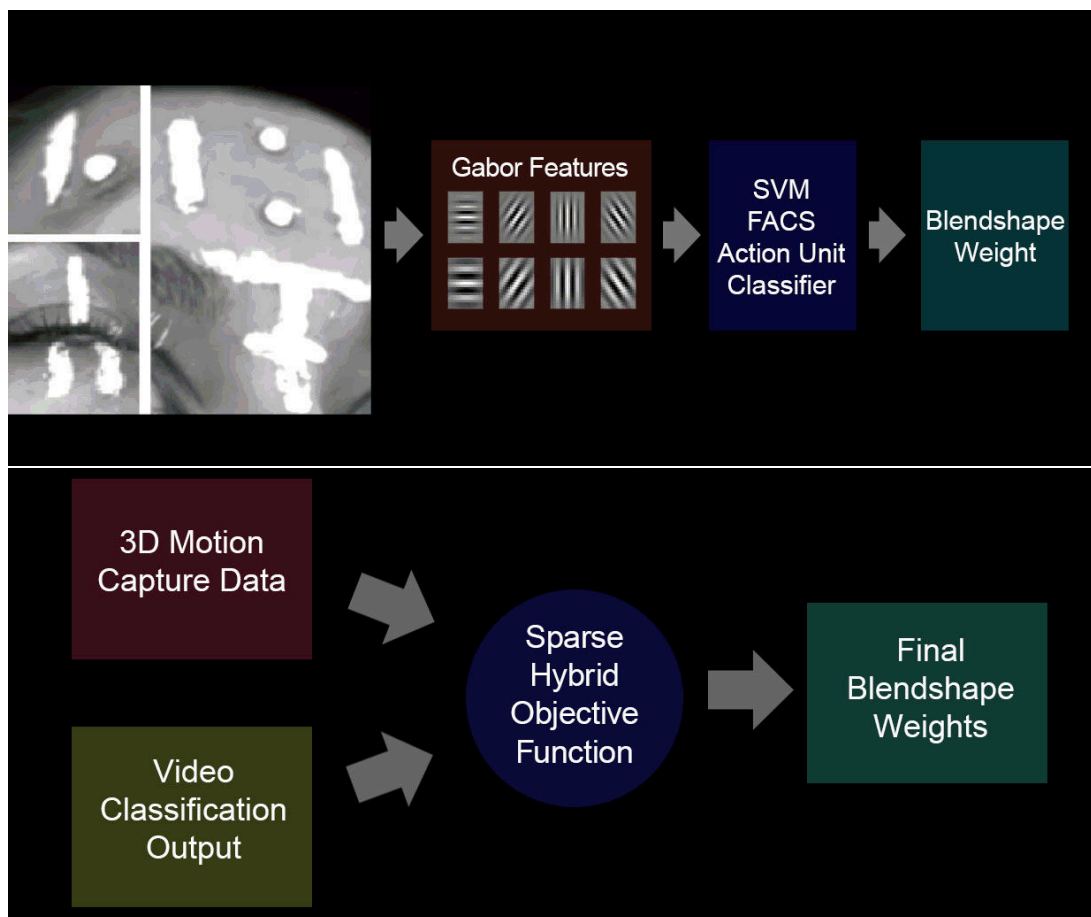 Gabor Features
SVM
FACS
Action Unit
Classifier
Blendshape
Weight
3D Motion
Capture Data
Video
Classification
Output
Sparse
Hybrid
Objective
Function
Final
Blendshape
Weights